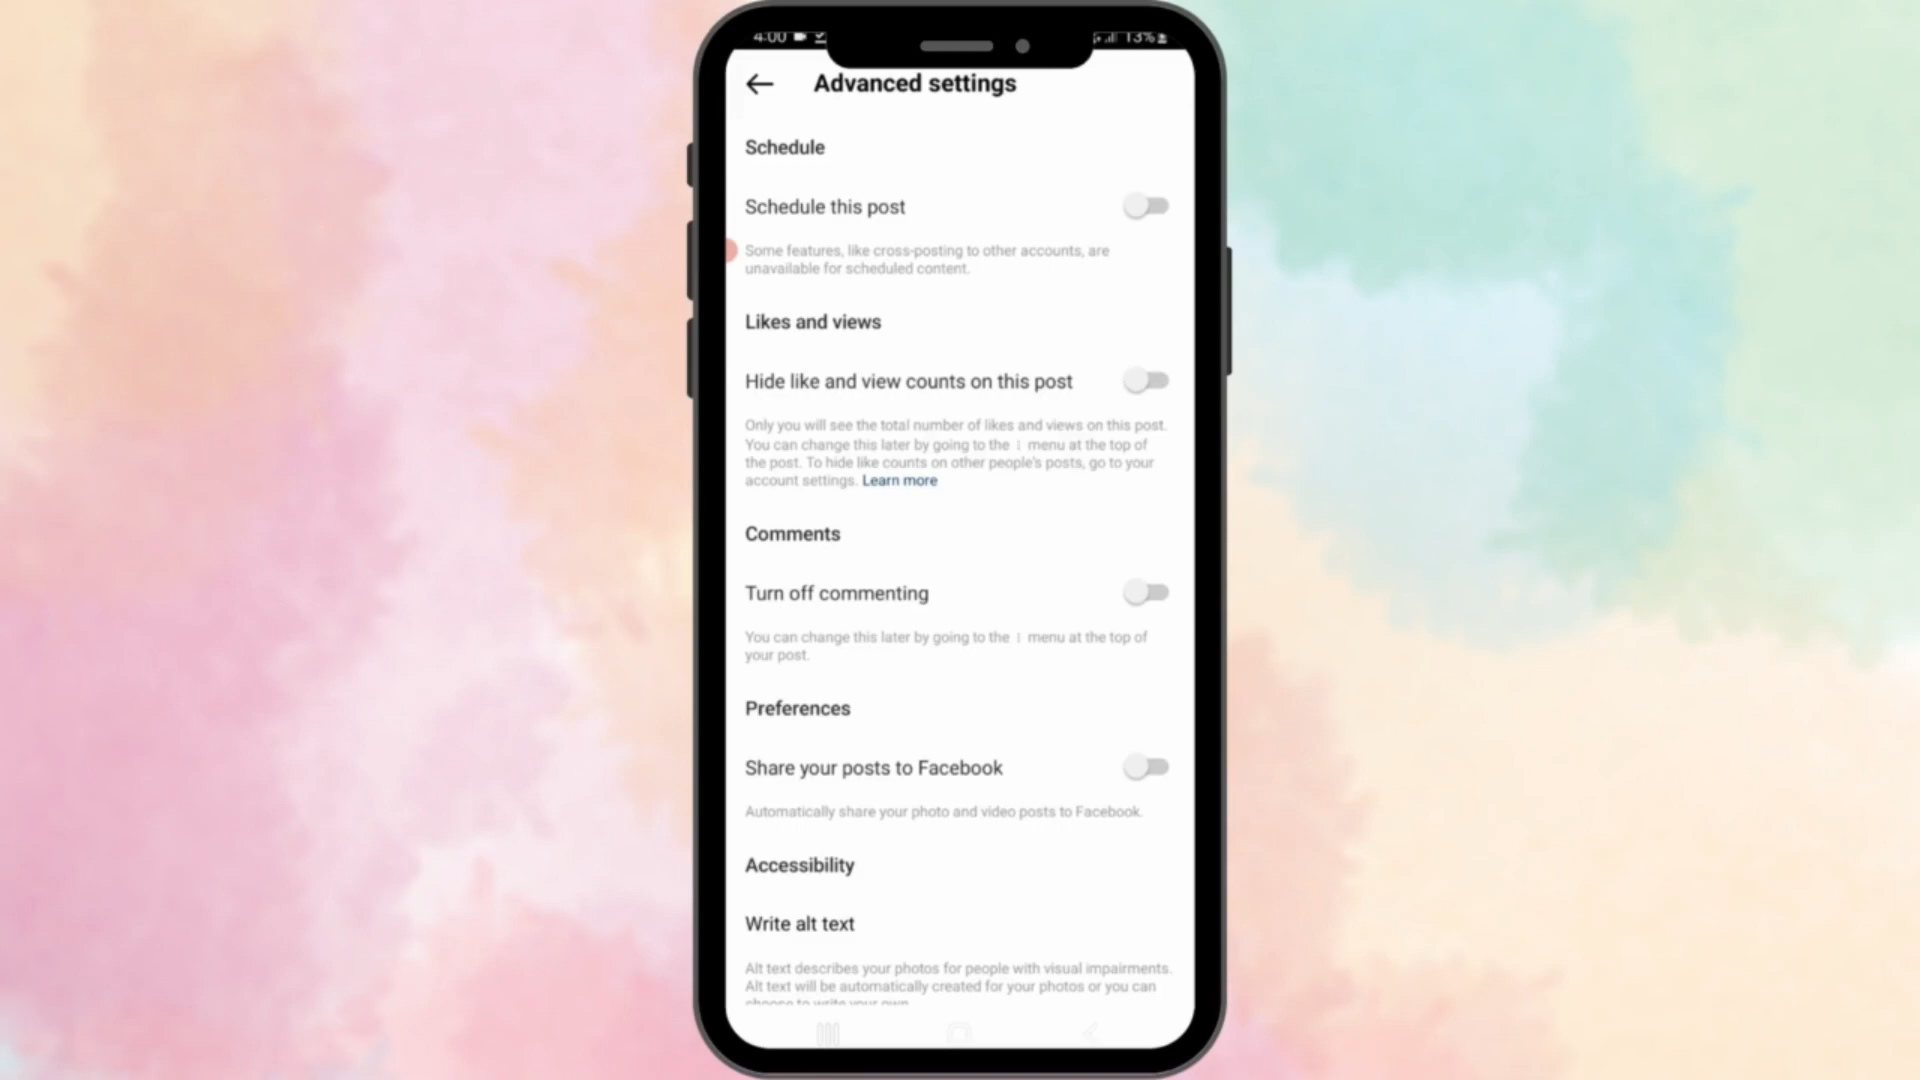 4:00 13%
Advanced settings
Schedule
Schedule this post
Some features, like cross-posting to other accounts, are
unavailable for scheduled content.
Likes and views
Hide like and view counts on this post
Only you will see the total number of likes and views on this post.
You can change this later by going to the ⋮ menu at the top of
the post. To hide like counts on other people's posts, go to your
account settings. Learn more
Comments
Turn off commenting
You can change this later by going to the ⋮ menu at the top of
your post.
Preferences
Share your posts to Facebook
Automatically share your photo and video posts to Facebook.
Accessibility
Write alt text
Alt text describes your photos for people with visual impairments.
Alt text will be automatically created for your photos or you can
choose to write your own.